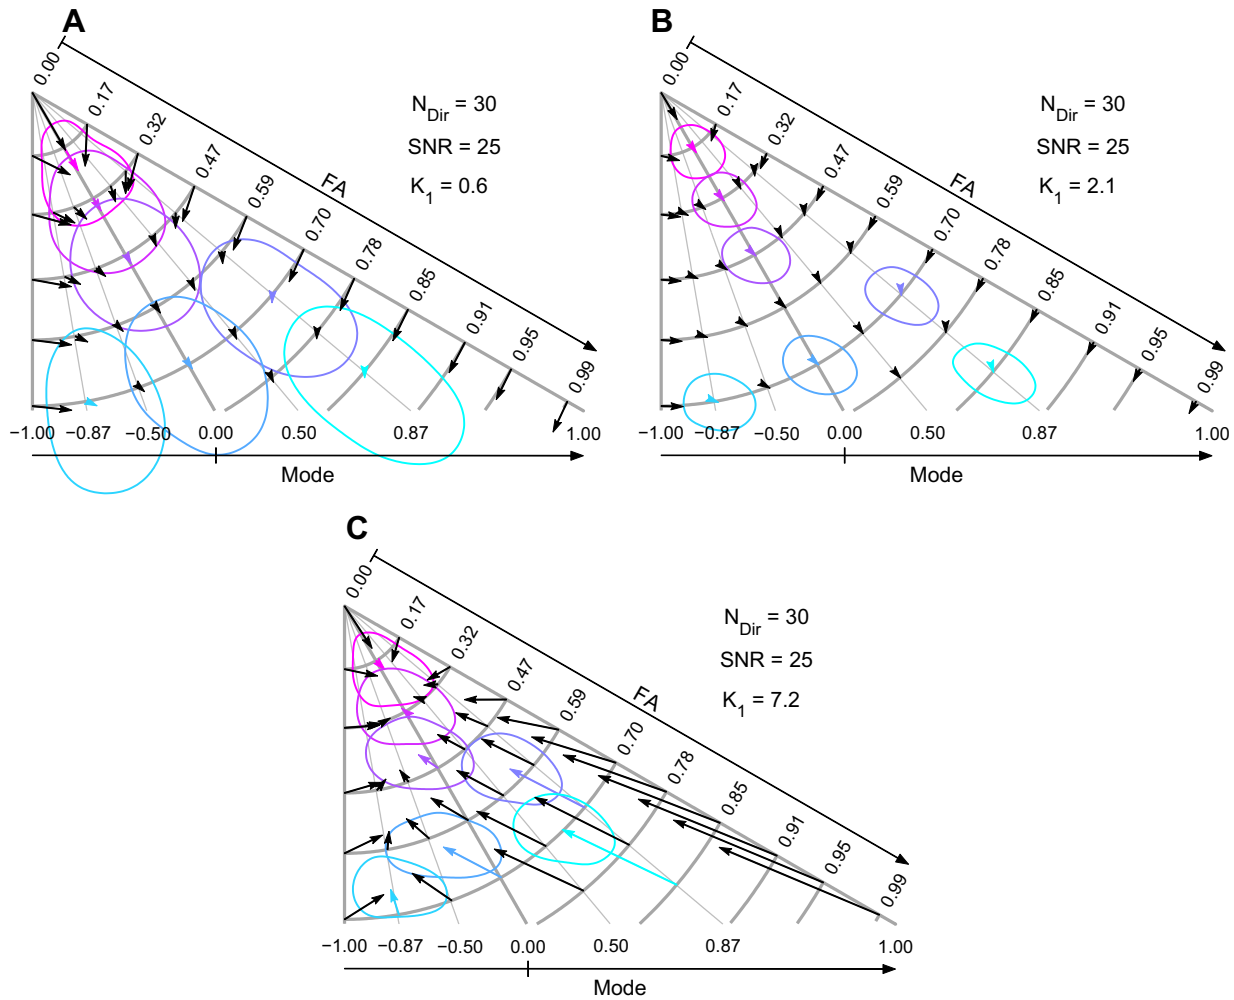 A
0.00
0.17
0.32
0.47
0.59
0.70
0.78
0.85
0.91
0.95
0.99
FA
N_Dir = 30
SNR = 25
K_1 = 0.6
−1.00 −0.87 −0.50 0.00 0.50 0.87 1.00
Mode
B
0.00
0.17
0.32
0.47
0.59
0.70
0.78
0.85
0.91
0.95
0.99
FA
N_Dir = 30
SNR = 25
K_1 = 2.1
−1.00 −0.87 −0.50 0.00 0.50 0.87 1.00
Mode
C
0.00
0.17
0.32
0.47
0.59
0.70
0.78
0.85
0.91
0.95
0.99
FA
N_Dir = 30
SNR = 25
K_1 = 7.2
−1.00 −0.87 −0.50 0.00 0.50 0.87 1.00
Mode